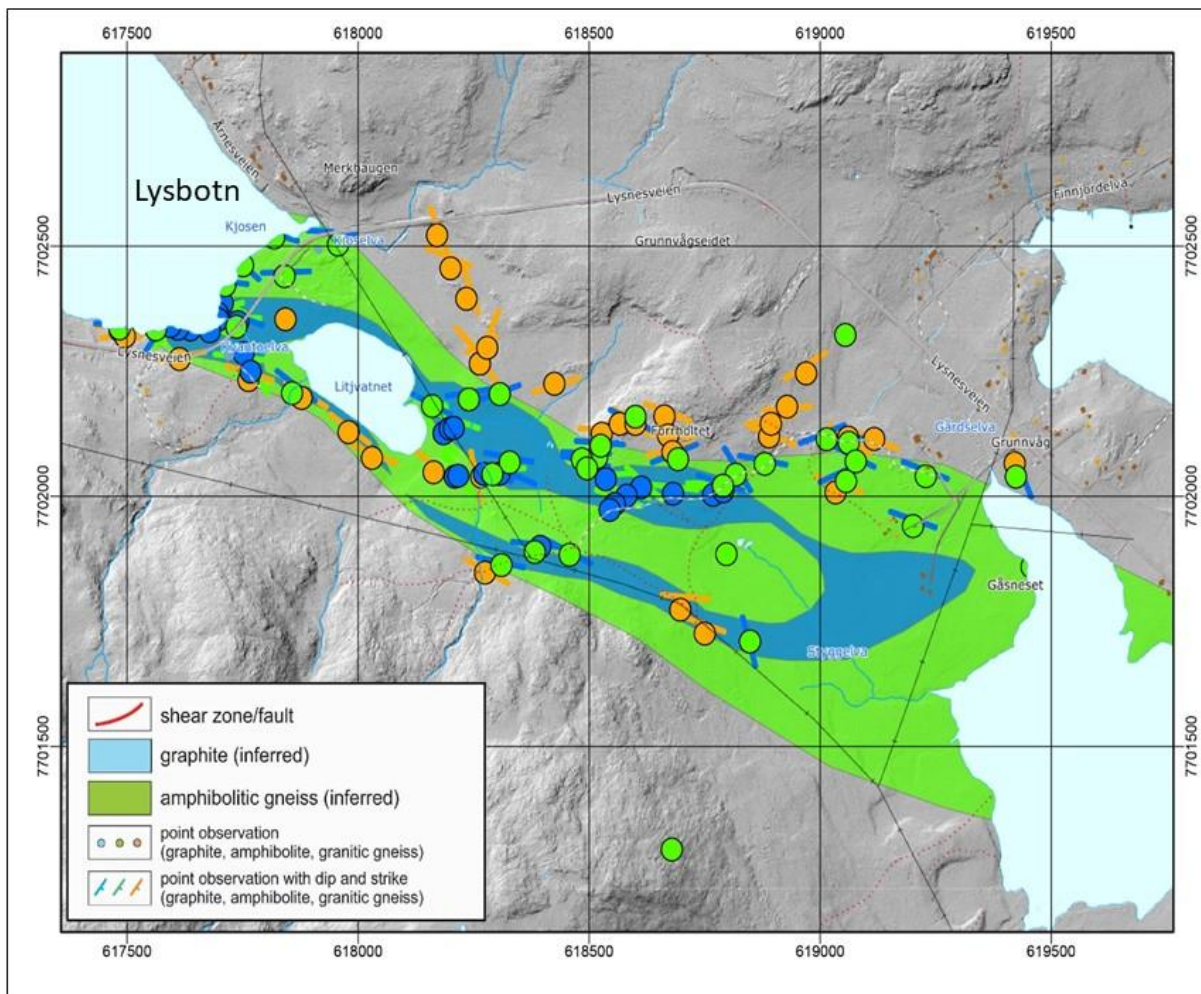 617500 618000 618500 619000 619500
Årnesveien
Merkhaugen
Lysbotn
Lysnesveien
Finnjordelva
Kjosen
Kjoselva
Grunnvågseidet
7702500
7702500
Lysnesveien
Kvantoelva
Litjvatnet
Lysnesveien
Forrholtet
Gårdselva
Grunnvåg
7702000
7702000
Gåsneset
Styggelva
7701500
7701500
shear zone/fault
graphite (inferred)
amphibolitic gneiss (inferred)
point observation
(graphite, amphibolite, granitic gneiss)
point observation with dip and strike
(graphite, amphibolite, granitic gneiss)
617500 618000 618500 619000 619500